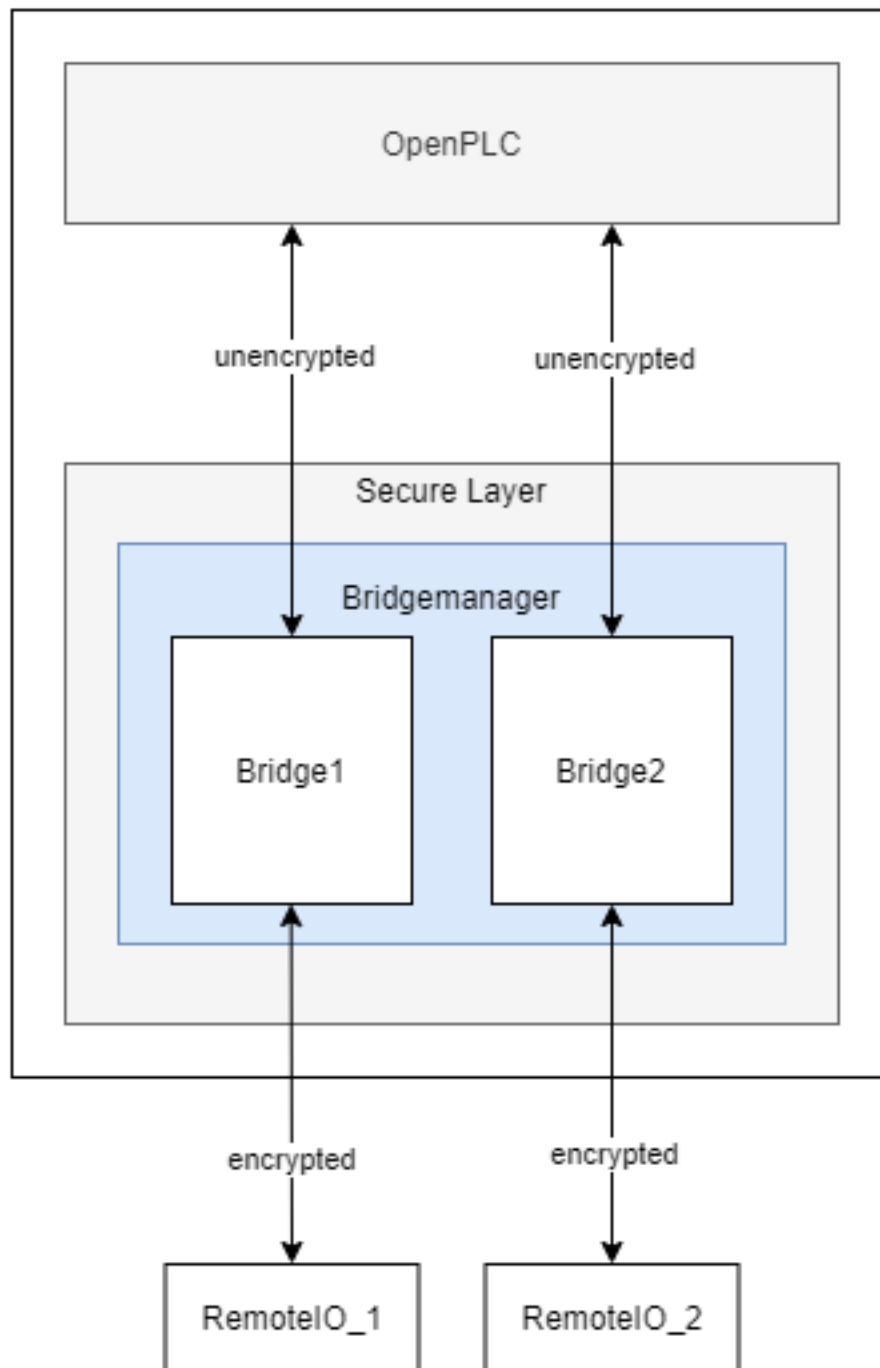 OpenPLC
unencrypted
unencrypted
Secure Layer
Bridgemanager
Bridge1
Bridge2
encrypted
encrypted
RemoteIO_1
RemoteIO_2